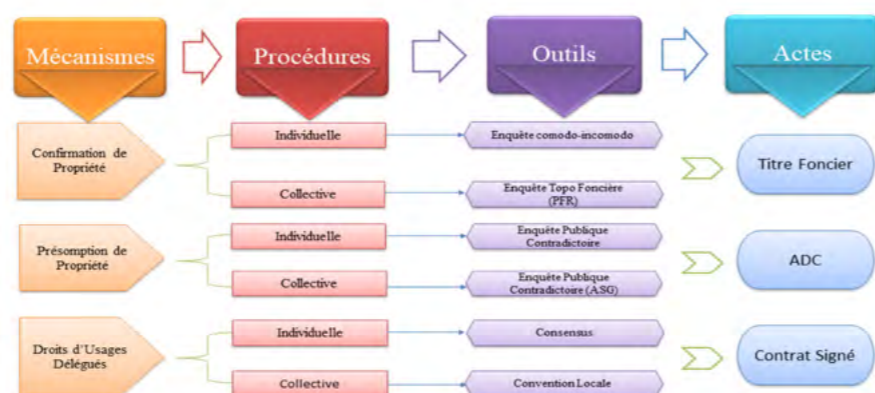 Mécanismes
Procédures
Outils
Actes
Confirmation de
Propriété
Individuelle
Enquête comodo-incomodo
Collective
Enquête Topo Foncière
(PFR)
Titre Foncier
Présomption de
Propriété
Individuelle
Enquête Publique
Contradictoire
Collective
Enquête Publique
Contradictoire (ASG)
ADC
Droits d'Usages
Délégués
Individuelle
Consensus
Collective
Convention Locale
Contrat Signé